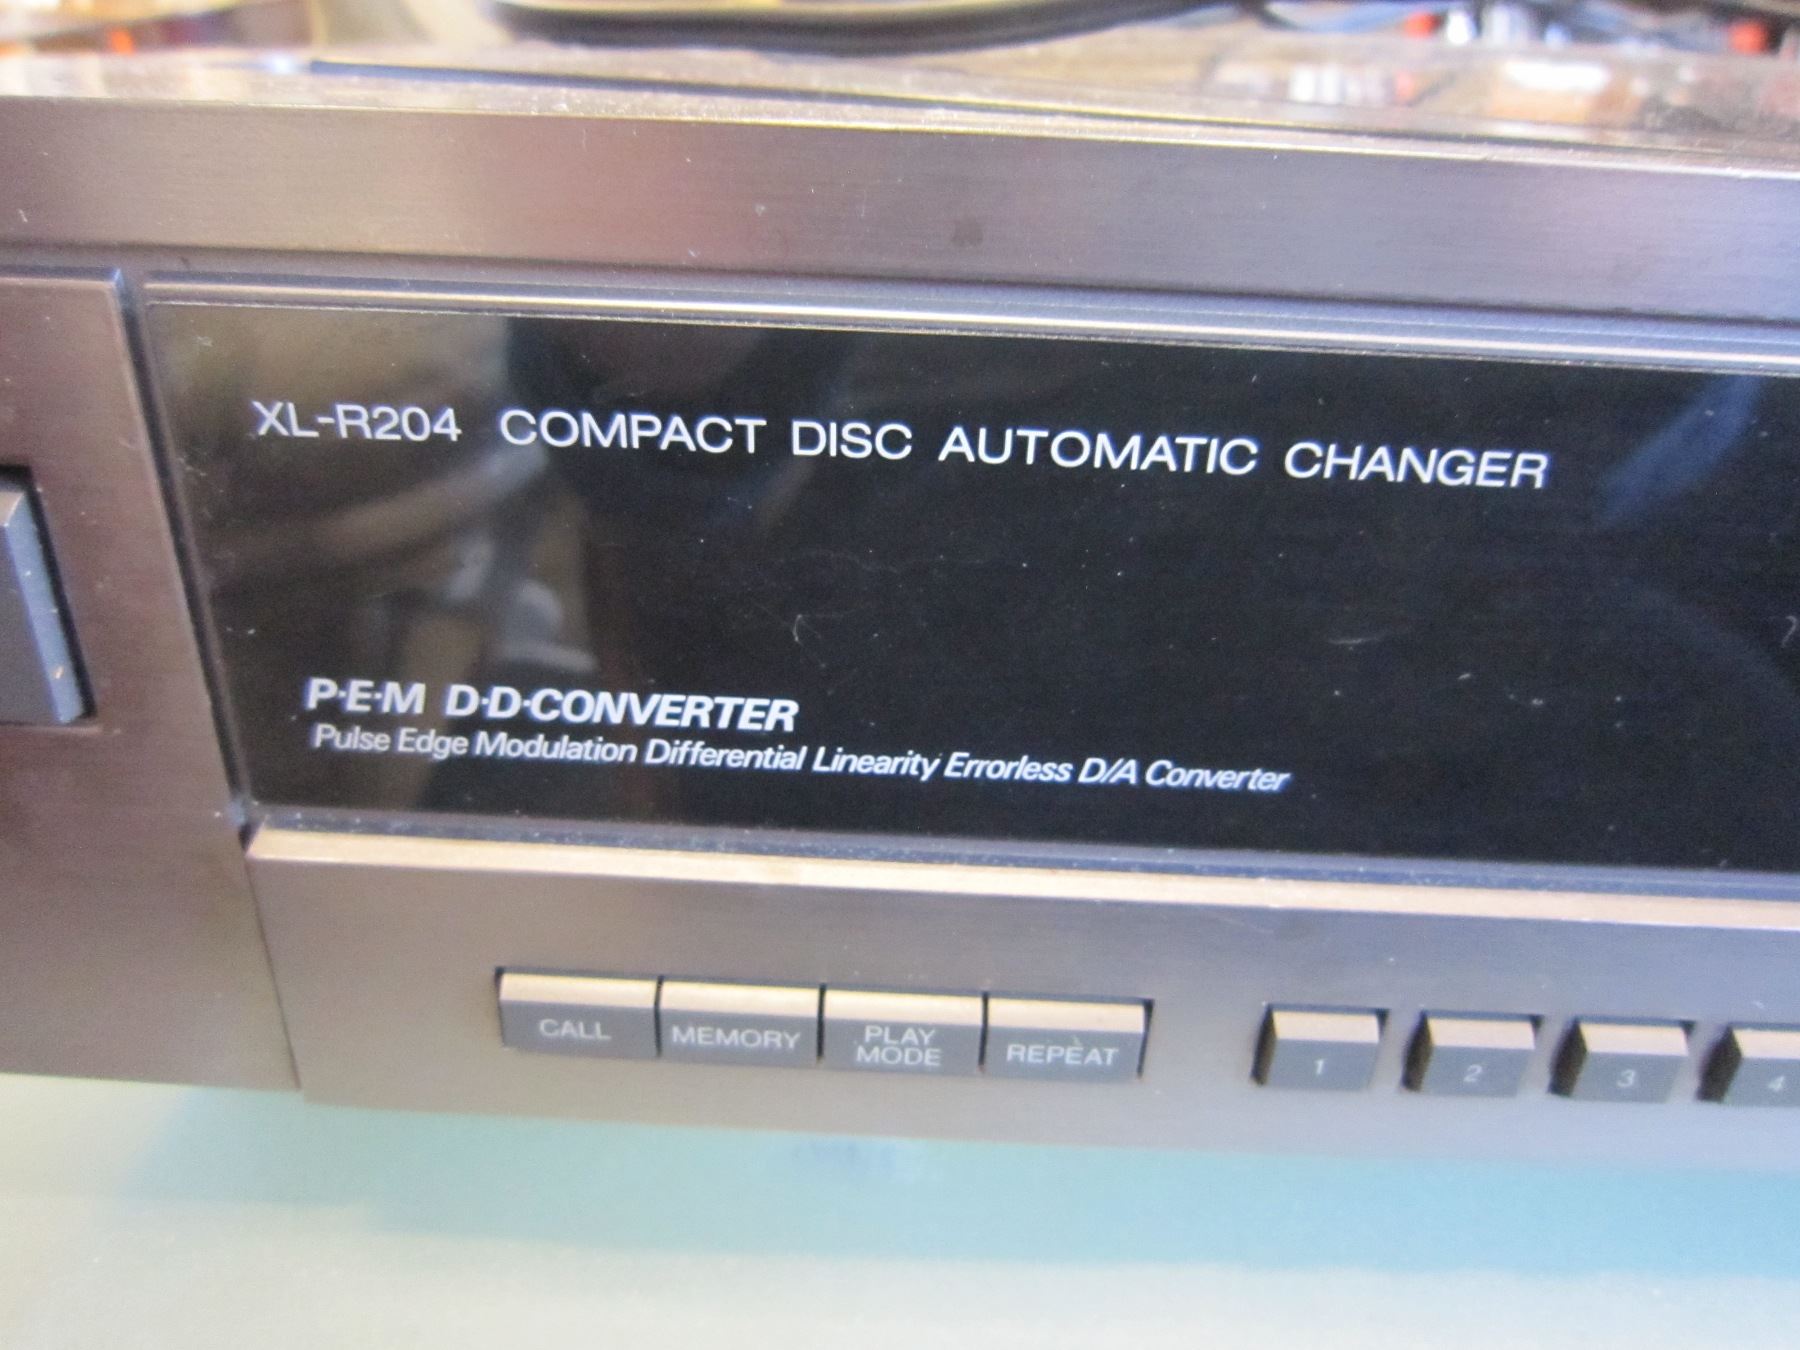 XL-R204 COMPACT DISC AUTOMATIC CHANGER
P·E·M D·D·CONVERTER
Pulse Edge Modulation Differential Linearity Errorless D/A Converter
CALL
MEMORY
PLAY
MODE
REPEAT
1
2
3
4